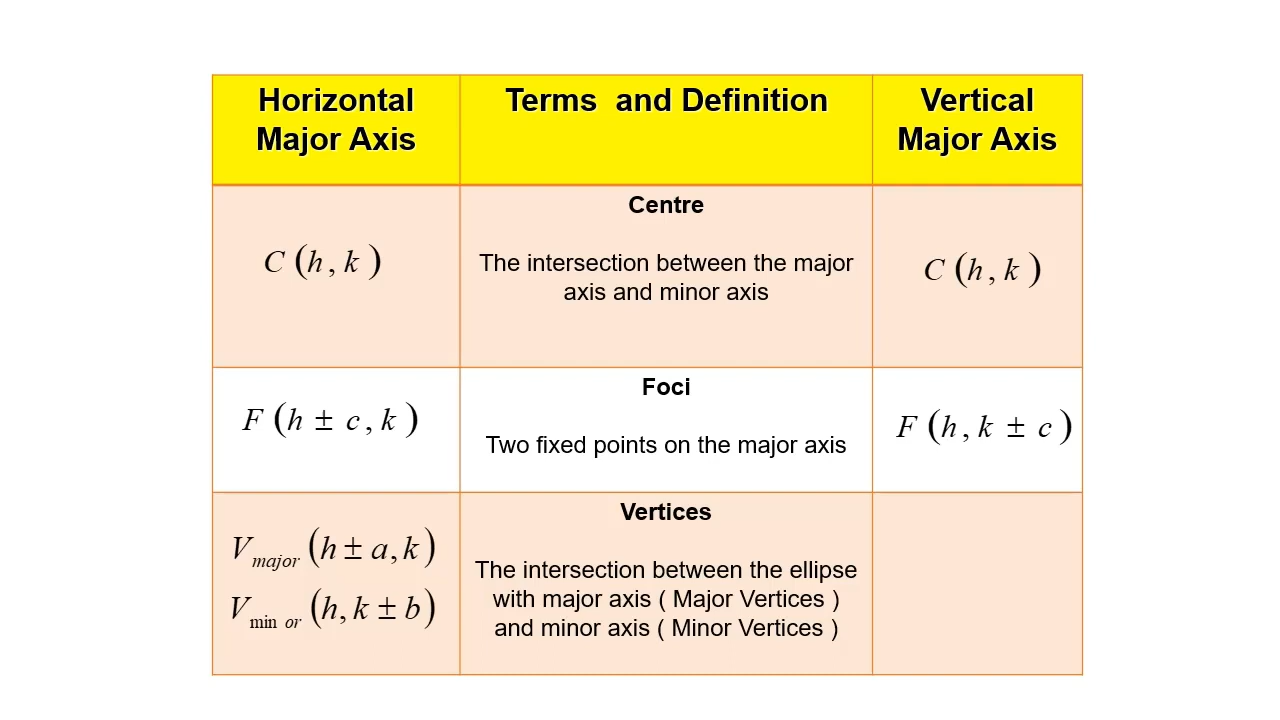 Horizontal
Major Axis
Terms and Definition
Vertical
Major Axis
C (h, k)
Centre
The intersection between the major
axis and minor axis
C (h, k)
F (h ± c, k)
Foci
Two fixed points on the major axis
F (h, k ± c)
V major (h ± a, k)
V min or (h, k ± b)
Vertices
The intersection between the ellipse
with major axis ( Major Vertices )
and minor axis ( Minor Vertices )